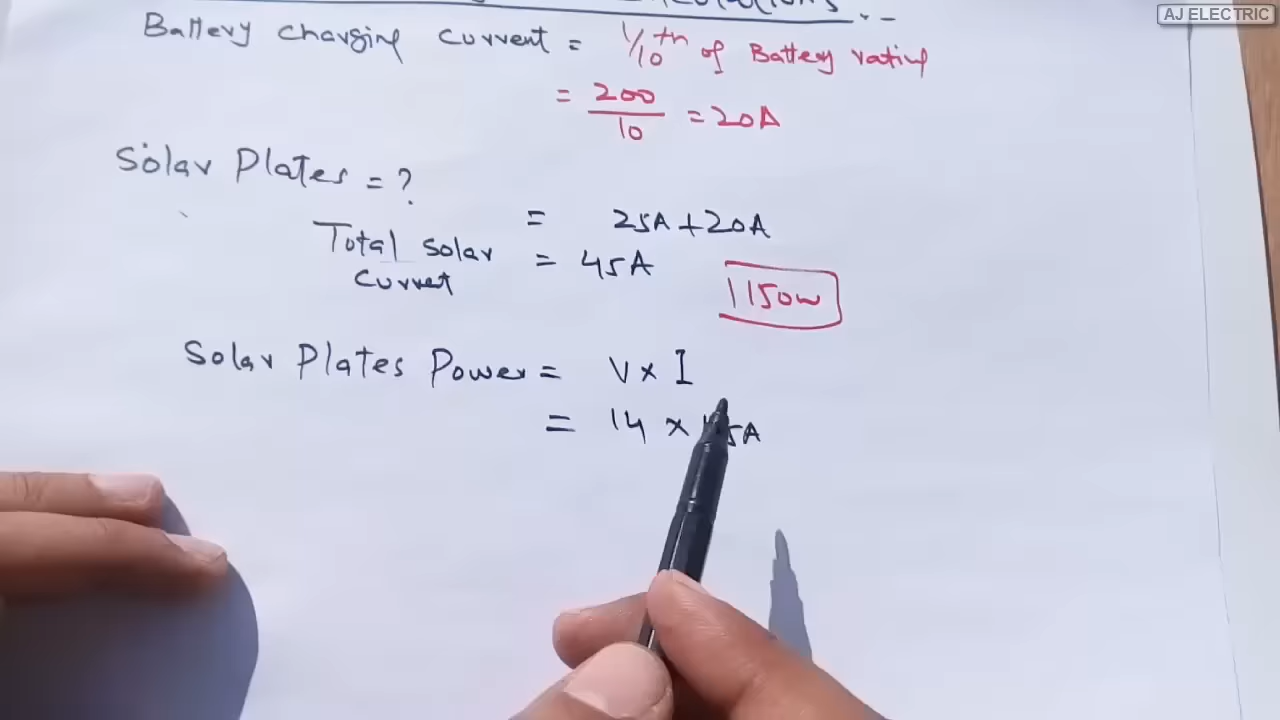 AJ ELECTRIC
Battery charging current = 1/10th of Battery rating
= 200/10 = 20A
Solar Plates = ?
= 25A + 20A
Total solar current = 45A
1150w
Solar Plates Power = V x I
= 14 x 45A